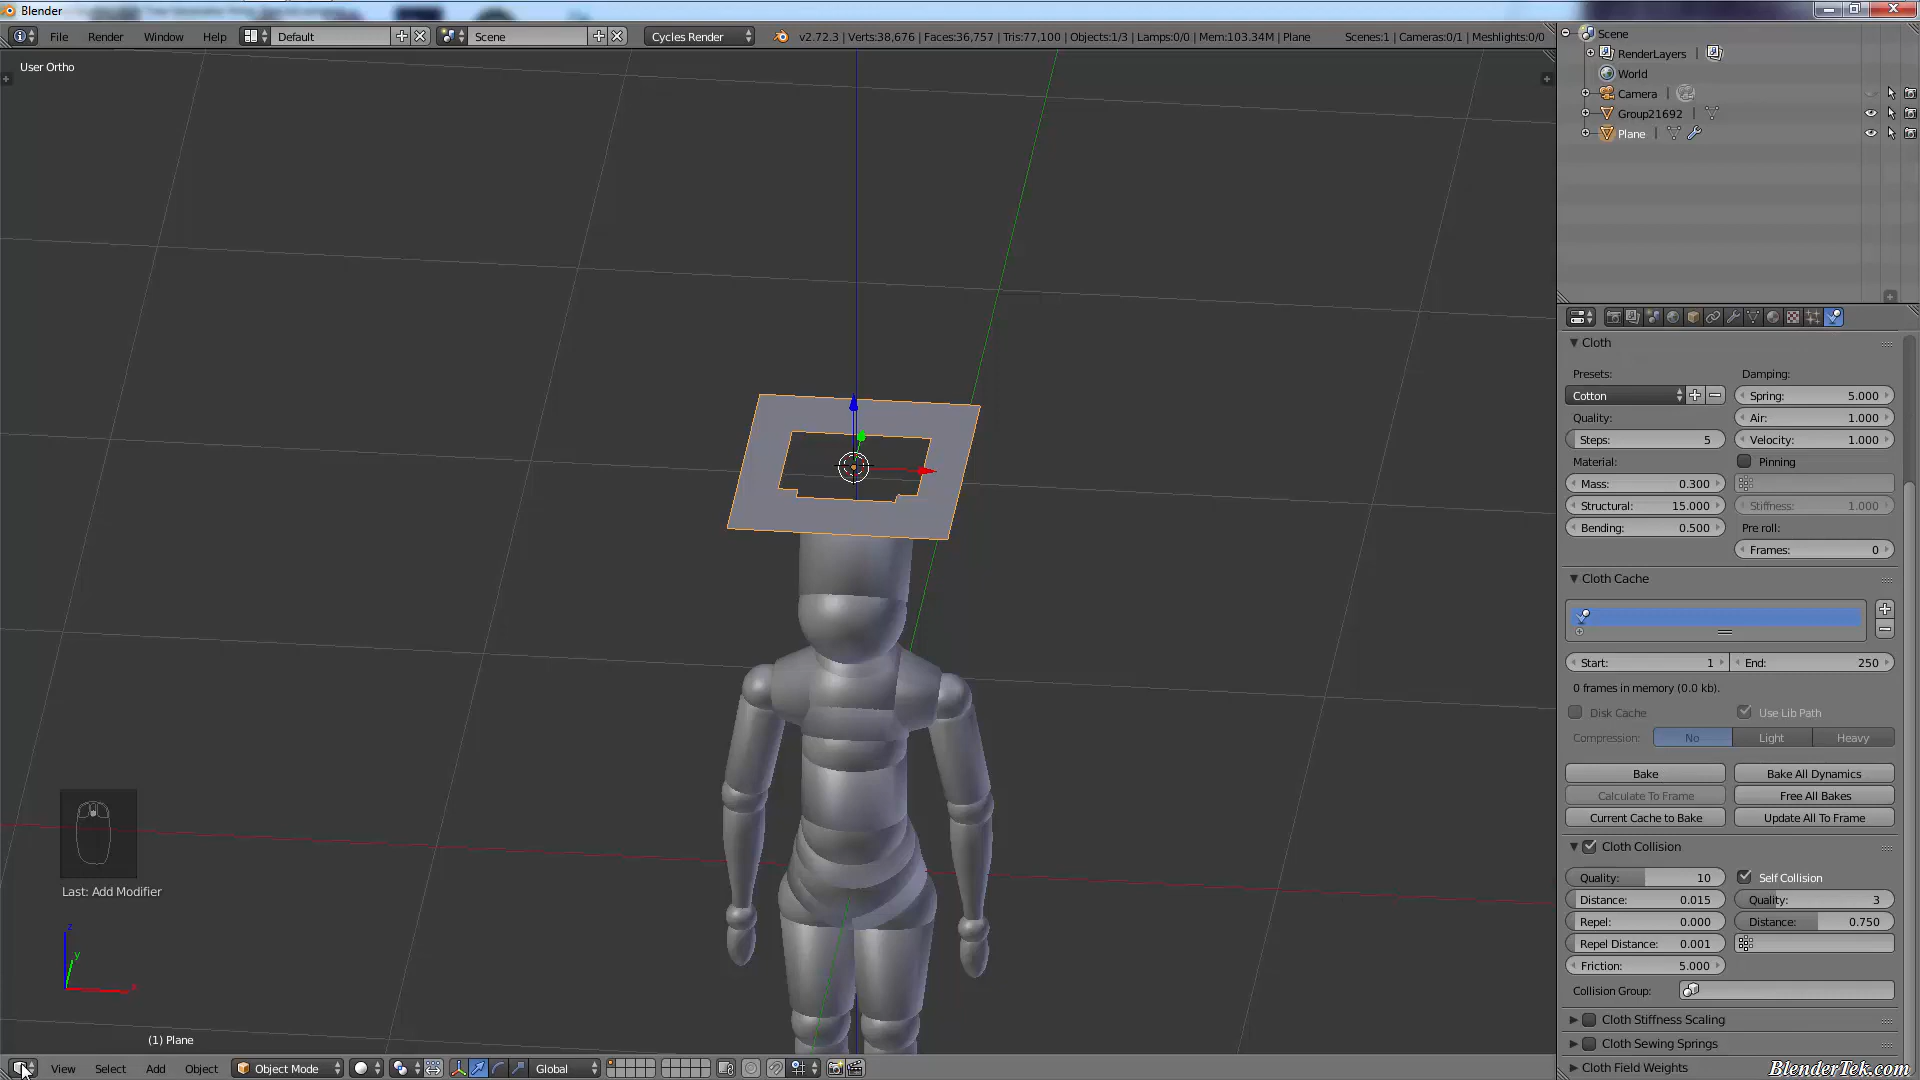 Blender
File Render Window Help Default Scene Cycles Render v2.72.3 | Verts:38,676 | Faces:36,757 | Tris:77,100 | Objects:1/3 | Lamps:0/0 | Mem:103.34M | Plane Scenes:1 | Cameras:0/1 | Meshlights:0/0
User Ortho
Scene
RenderLayers |
World
Camera |
Group21692 |
Plane |
Cloth
Presets: Damping:
Cotton Spring: 5.000
Quality: Air: 1.000
Steps: 5 Velocity: 1.000
Material: Pinning
Mass: 0.300
Structural: 15.000 Stiffness: 1.000
Bending: 0.500 Pre roll:
Frames: 0
Cloth Cache
Start: 1 End: 250
0 frames in memory (0.0 kb).
Disk Cache Use Lib Path
Compression: No Light Heavy
Bake Bake All Dynamics
Calculate To Frame Free All Bakes
Current Cache to Bake Update All To Frame
Cloth Collision
Quality: 10 Self Collision
Distance: 0.015 Quality: 3
Repel: 0.000 Distance: 0.750
Repel Distance: 0.001
Friction: 5.000
Collision Group:
Cloth Stiffness Scaling
Cloth Sewing Springs
Cloth Field Weights
Last: Add Modifier
z
y
x
(1) Plane
View Select Add Object Object Mode Global
BlenderTek.com